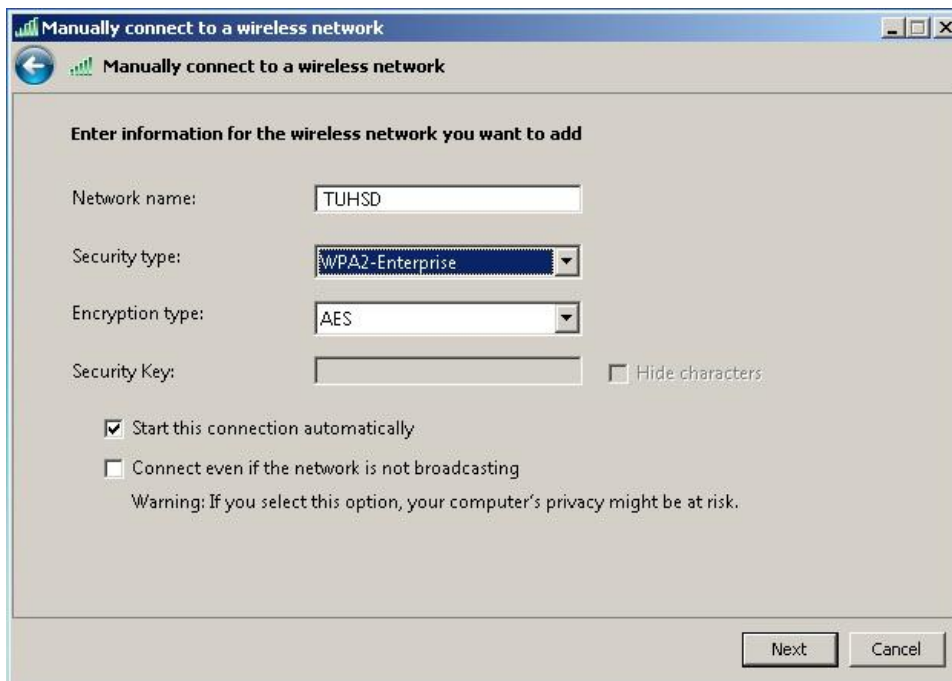 Manually connect to a wireless network
Manually connect to a wireless network
Enter information for the wireless network you want to add
Network name: TUHSD
Security type: WPA2-Enterprise
Encryption type: AES
Security Key: Hide characters
Start this connection automatically
Connect even if the network is not broadcasting
Warning: If you select this option, your computer's privacy might be at risk.
Next Cancel